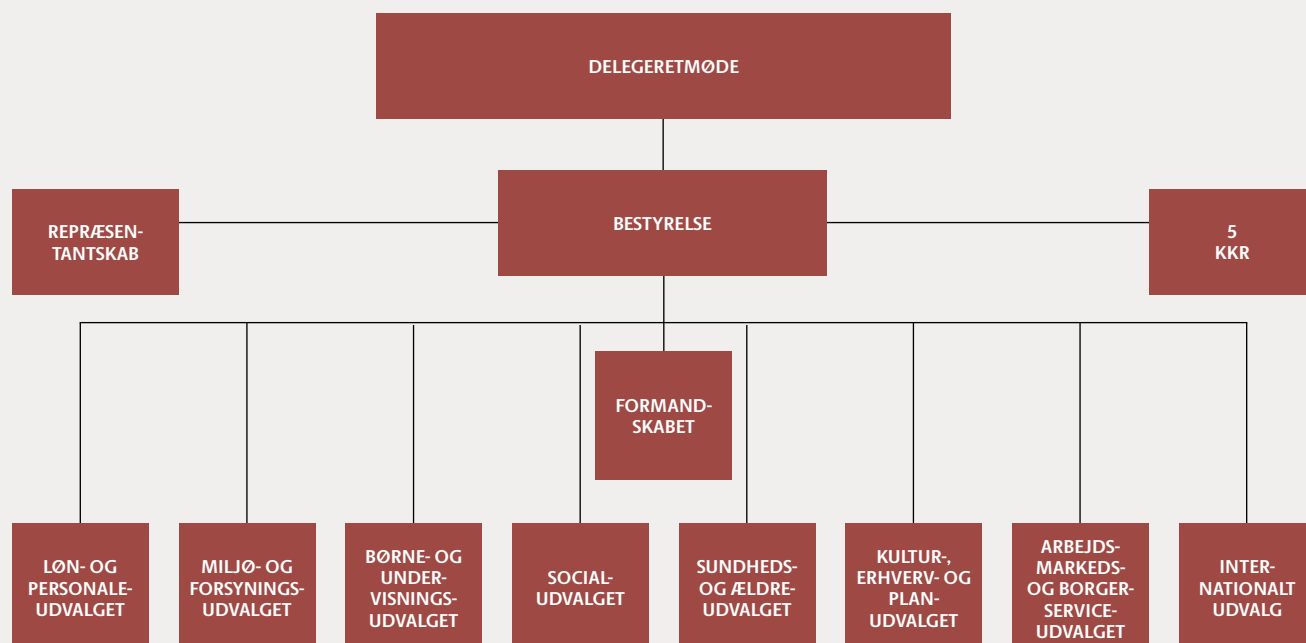 DELEGERETMØDE
REPRÆSEN-
TANTSKAB
BESTYRELSE
5
KKR
FORMAND-
SKABET
LØN- OG
PERSONALE-
UDVALGET
MILJØ- OG
FORSYNINGS-
UDVALGET
BØRNE- OG
UNDER-
VISNINGS-
UDVALGET
SOCIAL-
UDVALGET
SUNDHEDS-
OG ÆLDRE-
UDVALGET
KULTUR-,
ERHVERV- OG
PLAN-
UDVALGET
ARBEJDS-
MARKEDS-
OG BORGER-
SERVICE-
UDVALGET
INTER-
NATIONALT
UDVALG